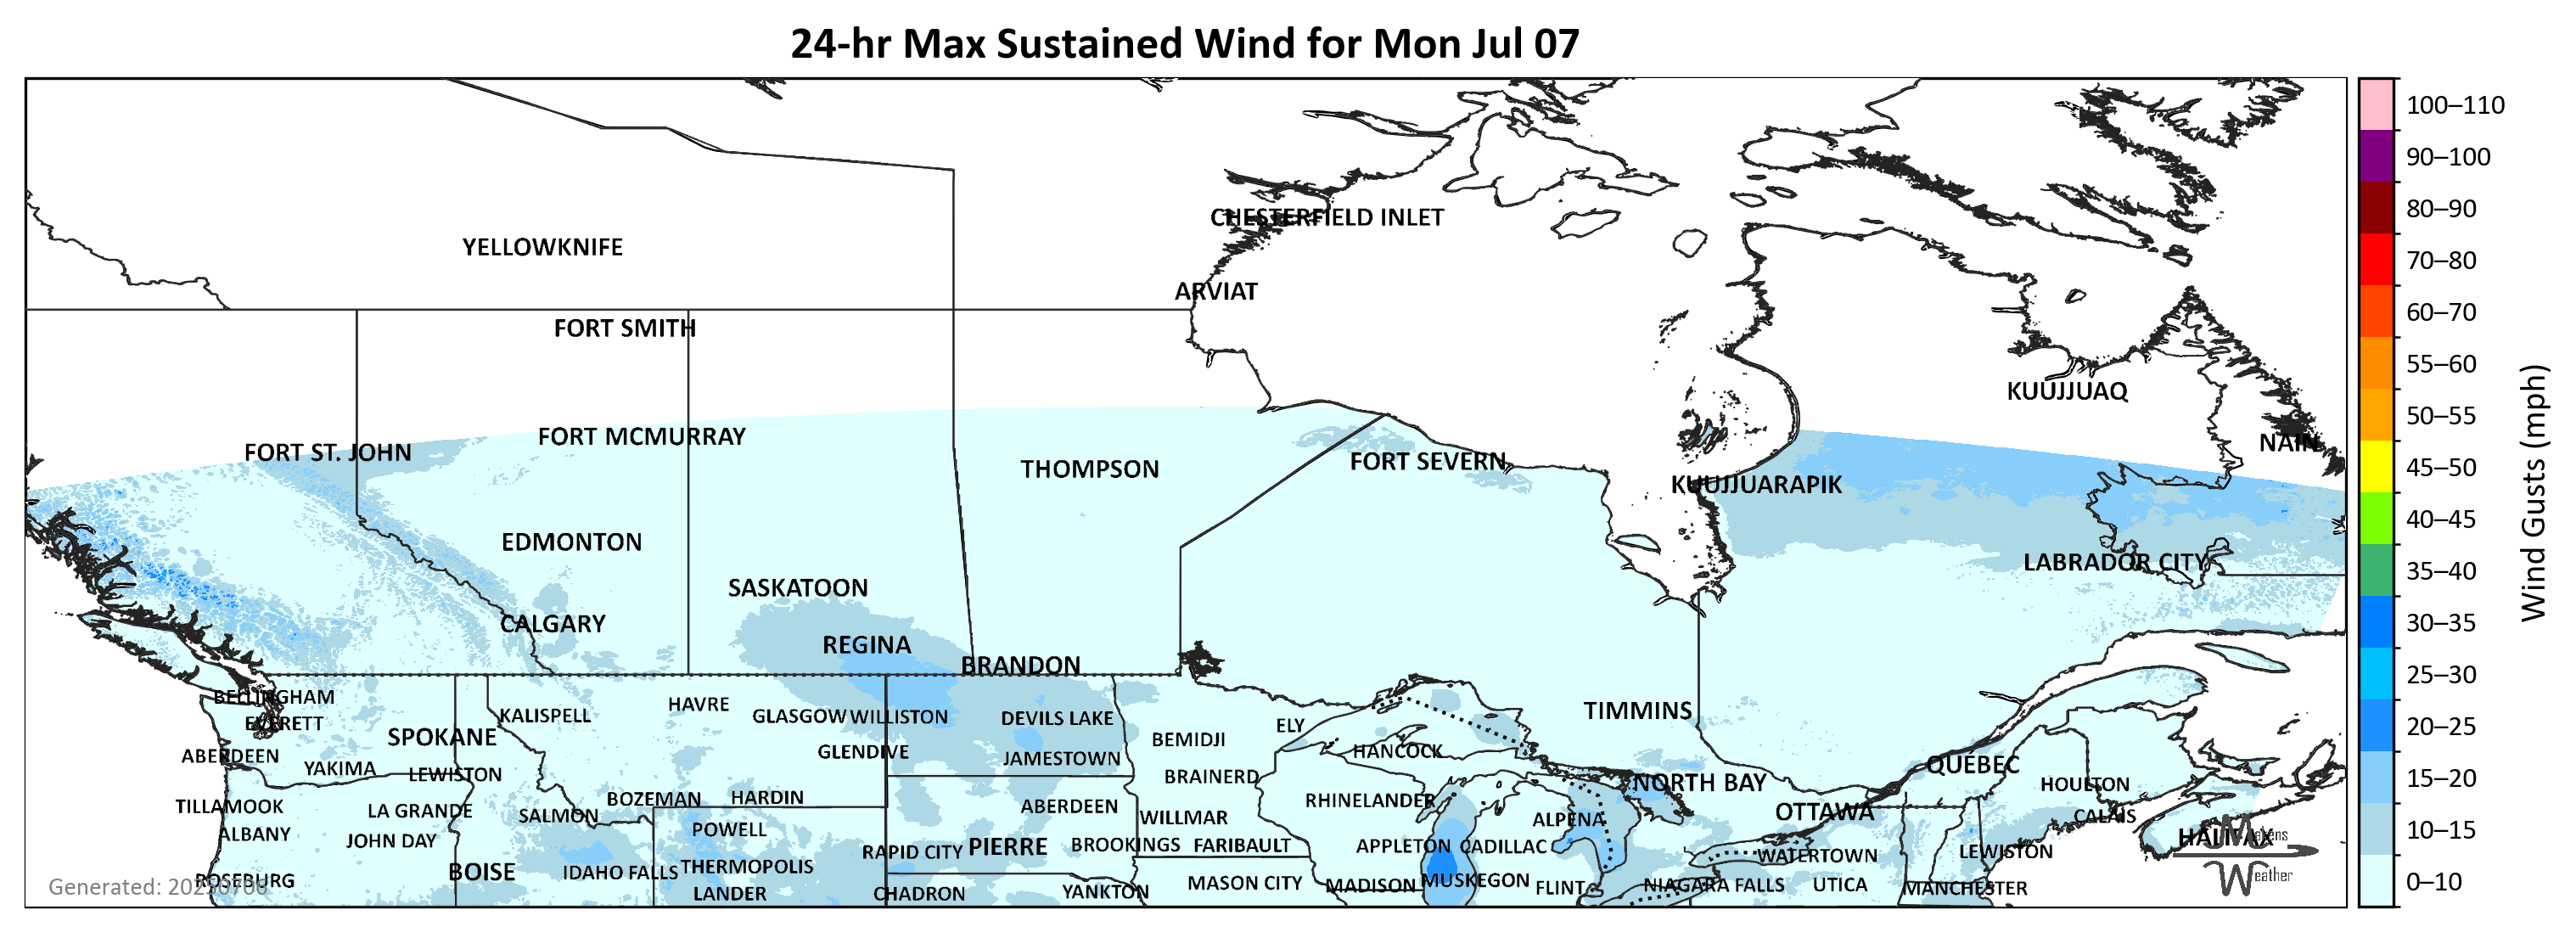 24-hr Max Sustained Wind for Mon Jul 07
100–110
90–100
80–90
70–80
60–70
55–60
50–55
45–50
40–45
35–40
30–35
25–30
20–25
15–20
10–15
0–10
Wind Gusts (mph)
CHESTERFIELD INLET
YELLOWKNIFE
ARVIAT
FORT SMITH
KUUJJUAQ
FORT MCMURRAY
NAIN
FORT ST. JOHN
FORT SEVERN
THOMPSON
KUUJJUARAPIK
EDMONTON
LABRADOR CITY
SASKATOON
CALGARY
REGINA
BRANDON
BELLINGHAM
HAVRE
TIMMINS
KALISPELL
GLASGOW
WILLISTON
DEVILS LAKE
EVERETT
ELY
SPOKANE
BEMIDJI
GLENDIVE
HANCOCK
ABERDEEN
JAMESTOWN
QUÉBEC
YAKIMA
LEWISTON
BRAINERD
NORTH BAY
HOULTON
BOZEMAN
HARDIN
RHINELANDER
TILLAMOOK
ABERDEEN
LA GRANDE
OTTAWA
SALMON
CALAIS
WILLMAR
ALPENA
POWELL
ALBANY
HALIFAX
Makens
JOHN DAY
BROOKINGS
FARIBAULT
APPLETON
CADILLAC
PIERRE
RAPID CITY
LEWISTON
WATERTOWN
THERMOPOLIS
IDAHO FALLS
BOISE
Weather
ROSEBURG
MUSKEGON
MASON CITY
NIAGARA FALLS
UTICA
MADISON
Generated: 20250706
FLINT
MANCHESTER
YANKTON
LANDER
CHADRON